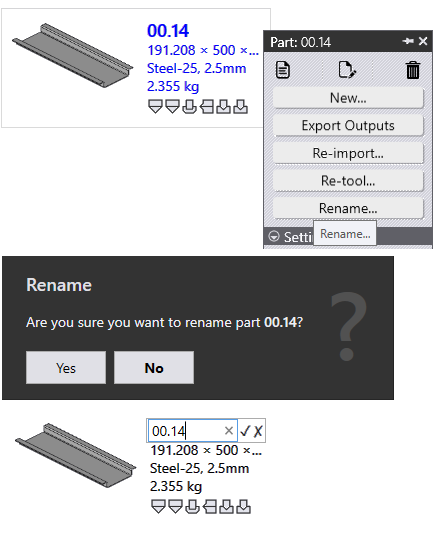 00.14
191.208 × 500 ×...
Steel-25, 2.5mm
2.355 kg
Part: 00.14
New...
Export Outputs
Re-import...
Re-tool...
Rename...
Setti
Rename...
Rename
Are you sure you want to rename part 00.14?
Yes
No
00.14
191.208 × 500 ×...
Steel-25, 2.5mm
2.355 kg